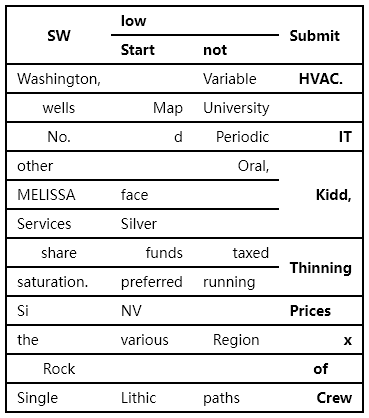 SW low Submit
Start not
Washington, Variable HVAC.
wells Map University
No. d Periodic IT
other Oral,
MELISSA face Kidd,
Services Silver
share funds taxed Thinning
saturation. preferred running
Si NV Prices
the various Region x
Rock of
Single Lithic paths Crew